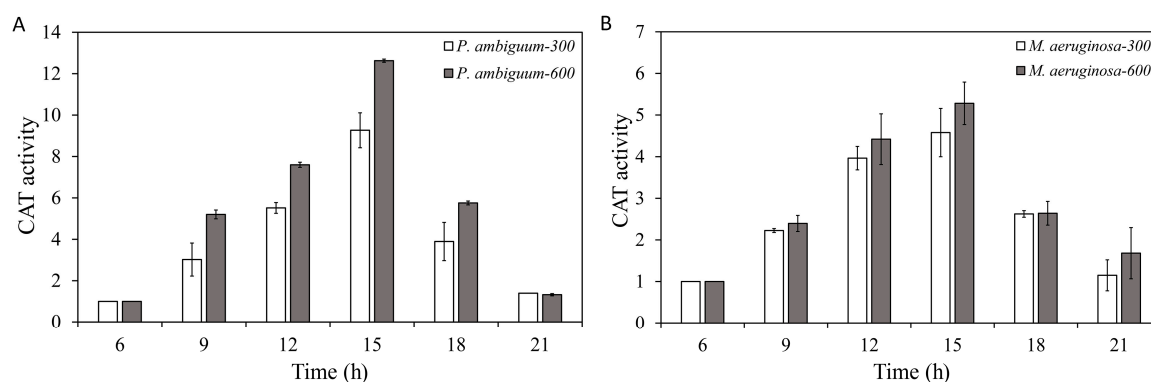 A
14
12
10
8
6
4
2
0
CAT activity
P. ambiguum-300
P. ambiguum-600
6 9 12 15 18 21
Time (h)
B
7
6
5
4
3
2
1
0
CAT activity
M. aeruginosa-300
M. aeruginosa-600
6 9 12 15 18 21
Time (h)